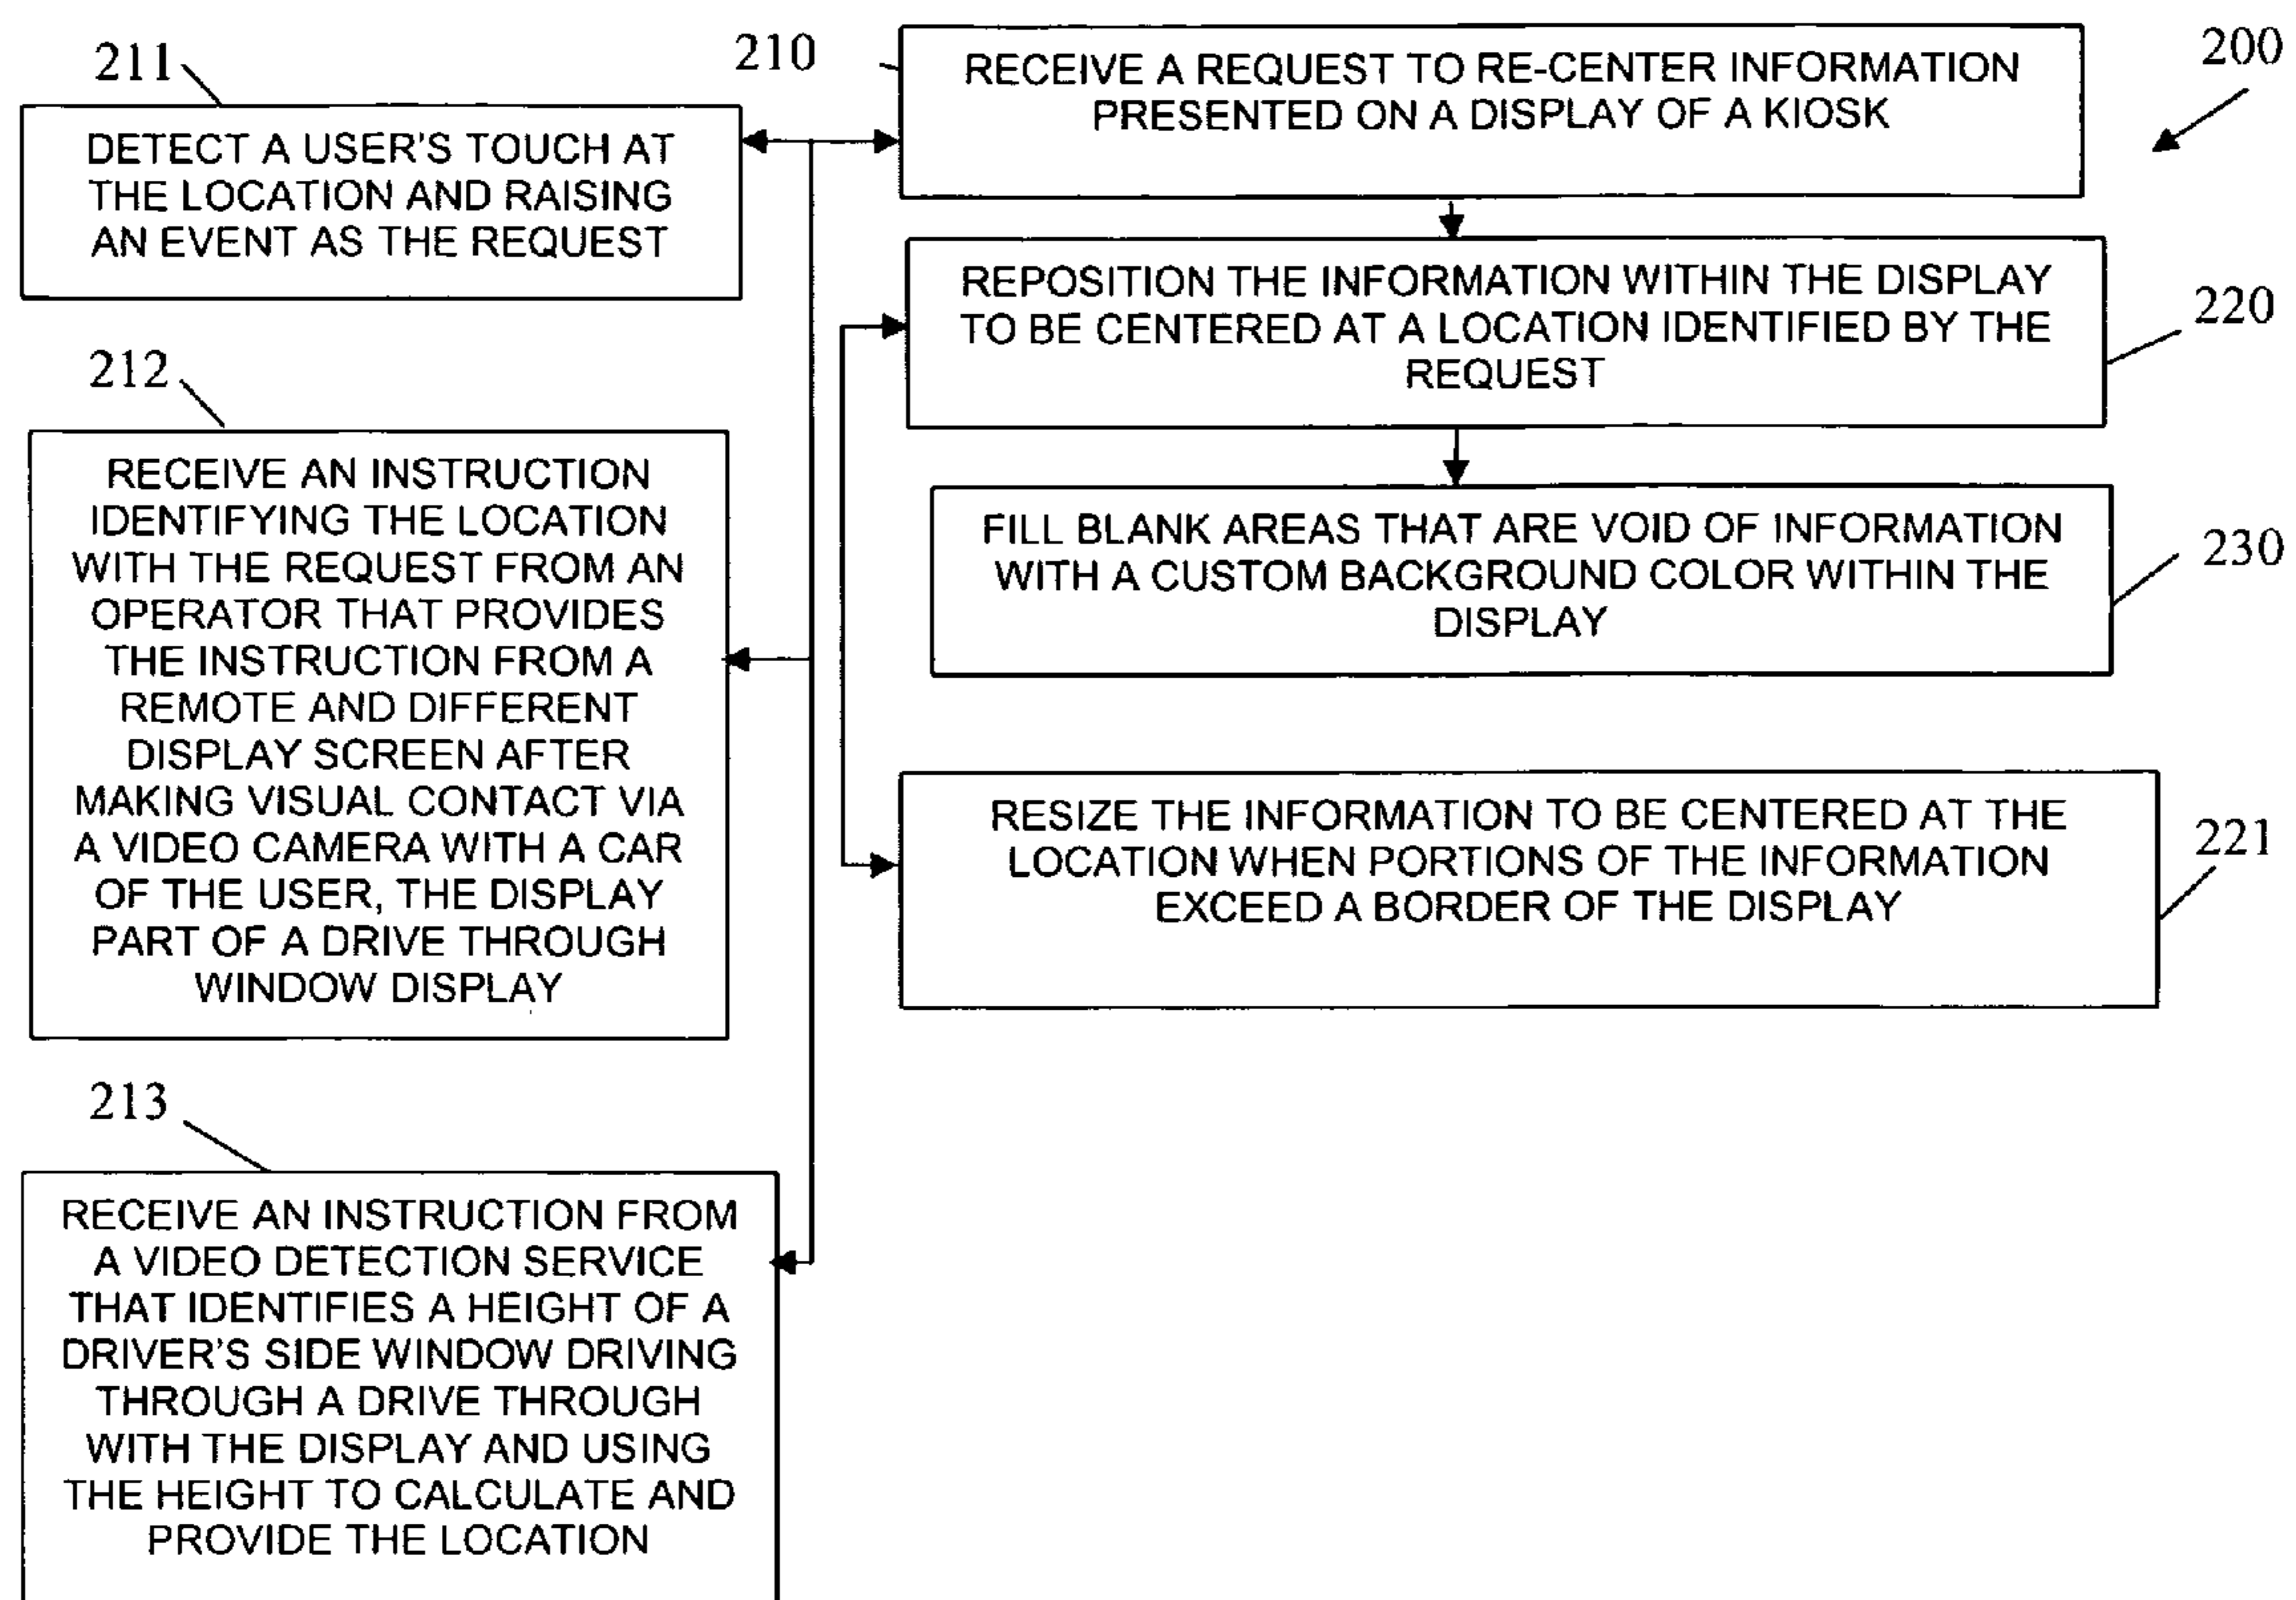 200
210
RECEIVE A REQUEST TO RE-CENTER INFORMATION
PRESENTED ON A DISPLAY OF A KIOSK
211
DETECT A USER'S TOUCH AT
THE LOCATION AND RAISING
AN EVENT AS THE REQUEST
212
RECEIVE AN INSTRUCTION
IDENTIFYING THE LOCATION
WITH THE REQUEST FROM AN
OPERATOR THAT PROVIDES
THE INSTRUCTION FROM A
REMOTE AND DIFFERENT
DISPLAY SCREEN AFTER
MAKING VISUAL CONTACT VIA
A VIDEO CAMERA WITH A CAR
OF THE USER, THE DISPLAY
PART OF A DRIVE THROUGH
WINDOW DISPLAY
213
RECEIVE AN INSTRUCTION FROM
A VIDEO DETECTION SERVICE
THAT IDENTIFIES A HEIGHT OF A
DRIVER'S SIDE WINDOW DRIVING
THROUGH A DRIVE THROUGH
WITH THE DISPLAY AND USING
THE HEIGHT TO CALCULATE AND
PROVIDE THE LOCATION
220
REPOSITION THE INFORMATION WITHIN THE DISPLAY
TO BE CENTERED AT A LOCATION IDENTIFIED BY THE
REQUEST
230
FILL BLANK AREAS THAT ARE VOID OF INFORMATION
WITH A CUSTOM BACKGROUND COLOR WITHIN THE
DISPLAY
221
RESIZE THE INFORMATION TO BE CENTERED AT THE
LOCATION WHEN PORTIONS OF THE INFORMATION
EXCEED A BORDER OF THE DISPLAY